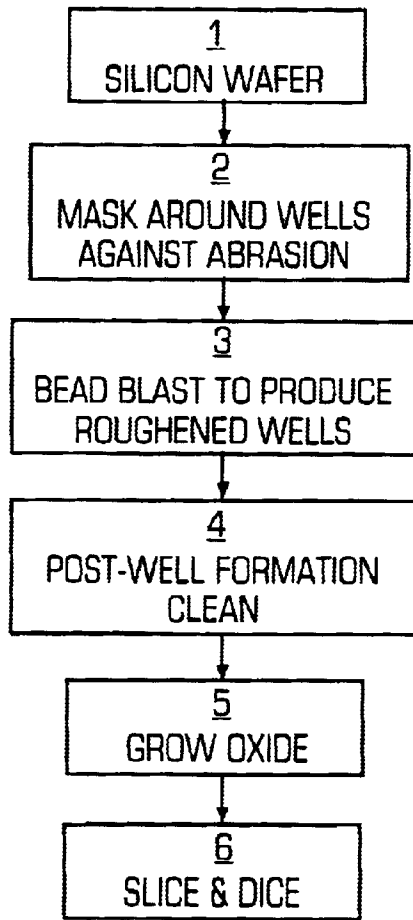 1
SILICON WAFER
2
MASK AROUND WELLS
AGAINST ABRASION
3
BEAD BLAST TO PRODUCE
ROUGHENED WELLS
4
POST-WELL FORMATION
CLEAN
5
GROW OXIDE
6
SLICE & DICE